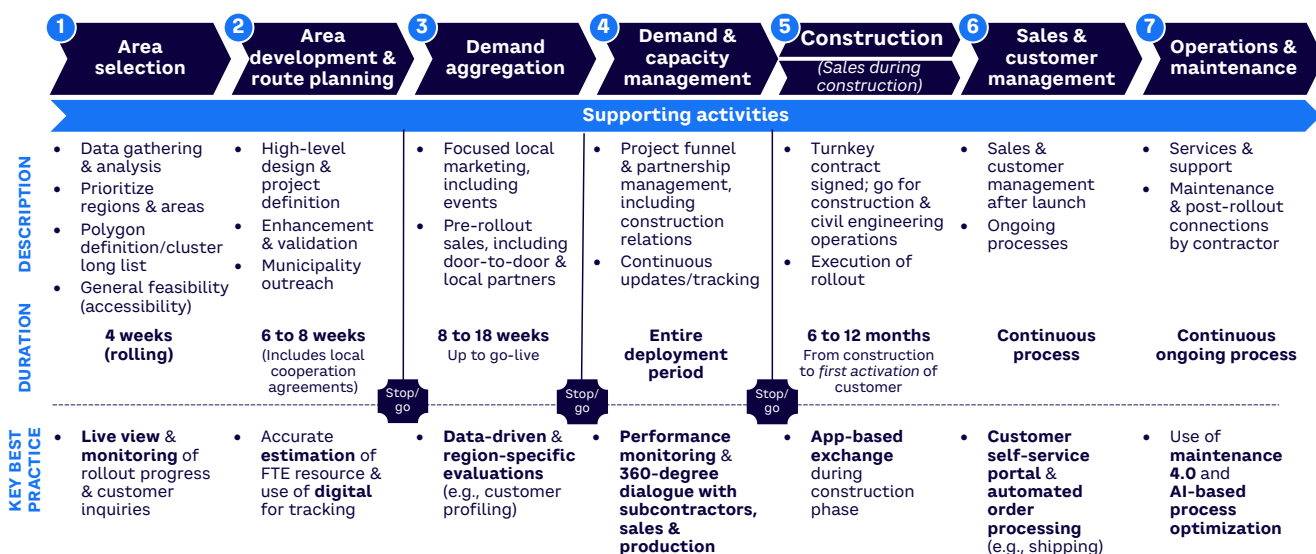 1
Area
selection
2
Area
development &
route planning
3
Demand
aggregation
4
Demand &
capacity
management
5
Construction
(Sales during
construction)
6
Sales &
customer
management
7
Operations &
maintenance
Supporting activities
DESCRIPTION
• Data gathering
& analysis
• Prioritize
regions & areas
• Polygon
definition/cluster
long list
• General feasibility
(accessibility)
• High-level
design &
project
definition
• Enhancement
& validation
• Municipality
outreach
• Focused local
marketing,
including
events
• Pre-rollout
sales, including
door-to-door &
local partners
• Project funnel
& partnership
management,
including
construction
relations
• Continuous
updates/tracking
• Turnkey
contract
signed; go for
construction &
civil engineering
operations
• Execution of
rollout
• Sales &
customer
management
after launch
• Ongoing
processes
• Services &
support
• Maintenance
& post-rollout
connections
by contractor
DURATION
4 weeks
(rolling)
6 to 8 weeks
(Includes local
cooperation
agreements)
8 to 18 weeks
Up to go-live
Entire
deployment
period
6 to 12 months
From construction
to first activation of
customer
Continuous
process
Continuous
ongoing process
Stop/
go
Stop/
go
Stop/
go
KEY BEST
PRACTICE
• Live view &
monitoring of
rollout progress
& customer
inquiries
• Accurate
estimation of
FTE resource &
use of digital
for tracking
• Data-driven &
region-specific
evaluations
(e.g., customer
profiling)
• Performance
monitoring &
360-degree
dialogue with
subcontractors,
sales &
production
• App-based
exchange
during
construction
phase
• Customer
self-service
portal &
automated
order
processing
(e.g., shipping)
• Use of
maintenance
4.0 and
AI-based
process
optimization